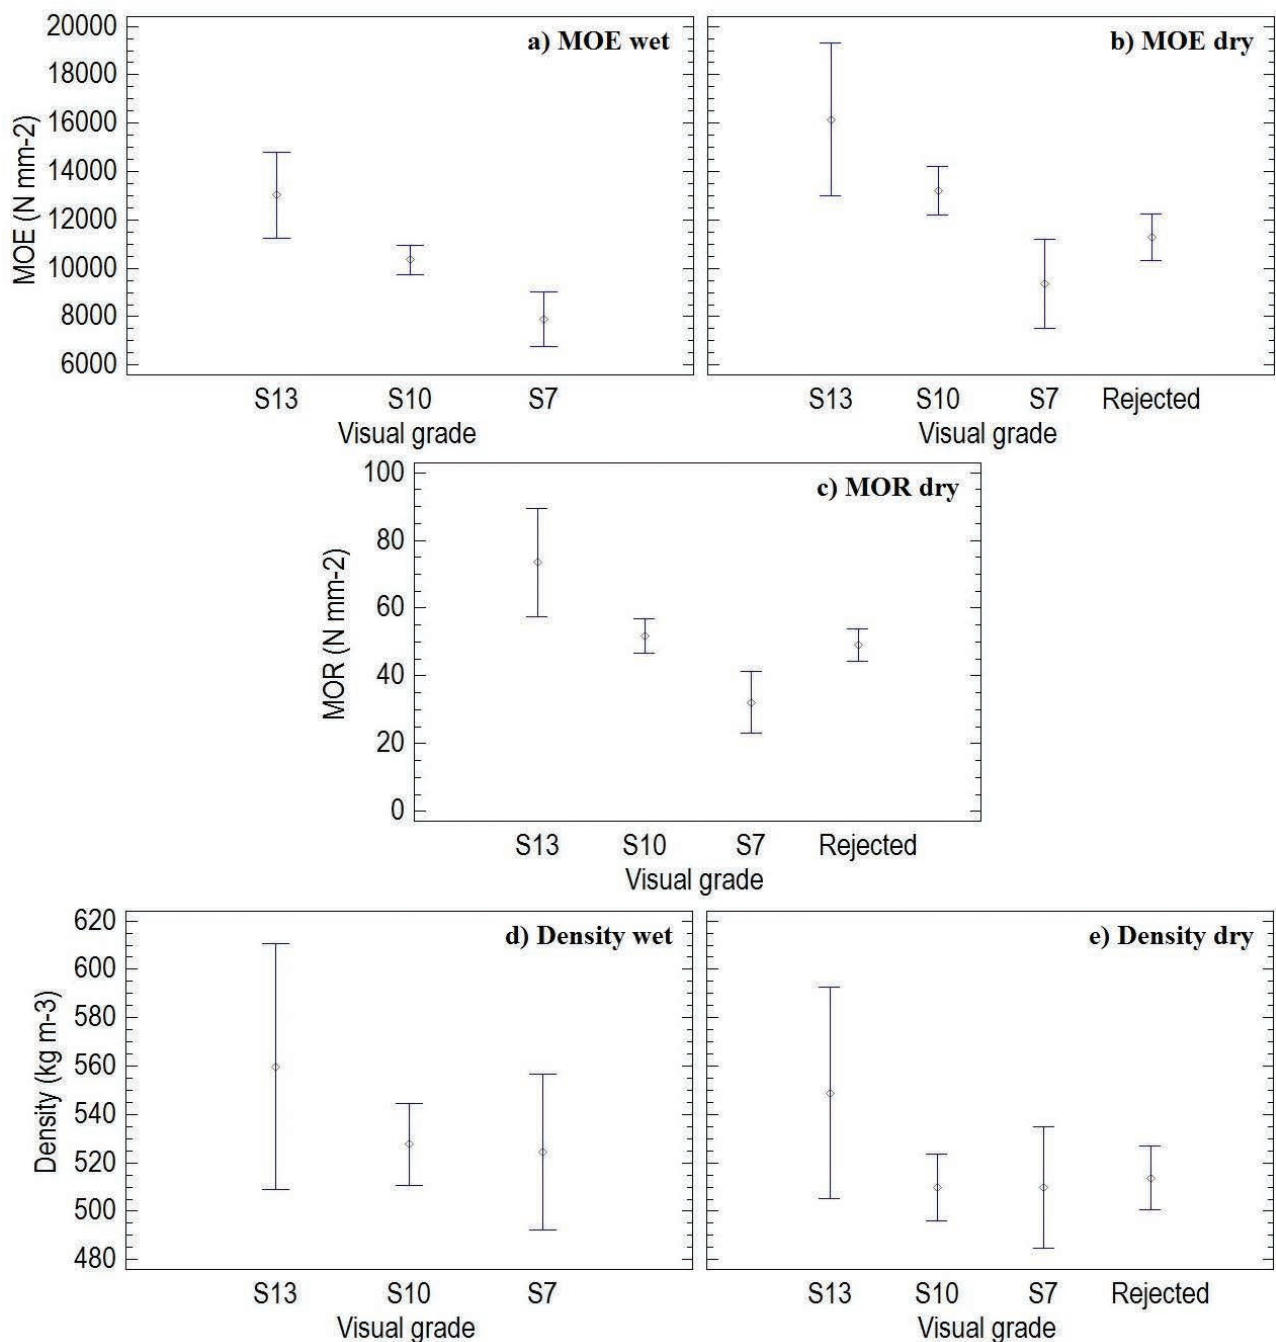 a) MOE wet
20000
18000
16000
14000
12000
10000
8000
6000
MOE (N mm-2)
S13 S10 S7
Visual grade
b) MOE dry
S13 S10 S7 Rejected
Visual grade
c) MOR dry
100
80
60
40
20
0
MOR (N mm-2)
S13 S10 S7 Rejected
Visual grade
d) Density wet
620
600
580
560
540
520
500
480
Density (kg m-3)
S13 S10 S7
Visual grade
e) Density dry
S13 S10 S7 Rejected
Visual grade